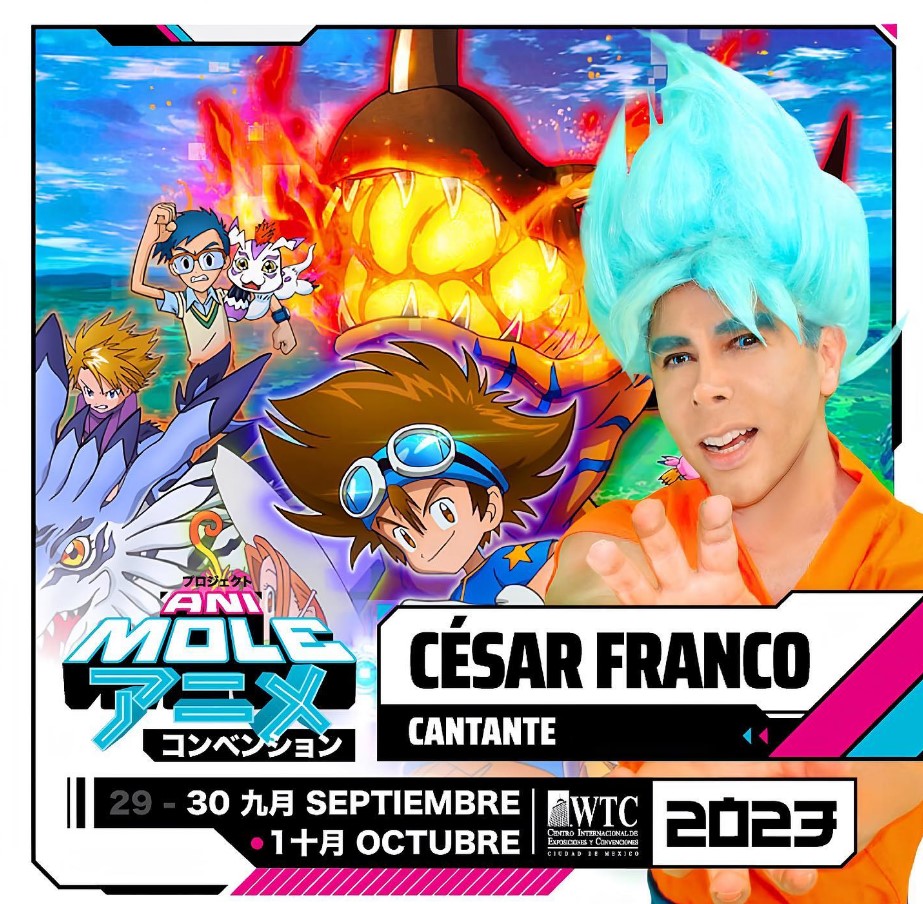 プロジェクト
ANI
MOLE
アニメ
コンベンション
CÉSAR FRANCO
CANTANTE
29 - 30 九月 SEPTIEMBRE
• 1 十月 OCTUBRE
WTC
CENTRO INTERNACIONAL DE
EXPOSICIONES Y CONVENCIONES
CIUDAD DE MEXICO
2023